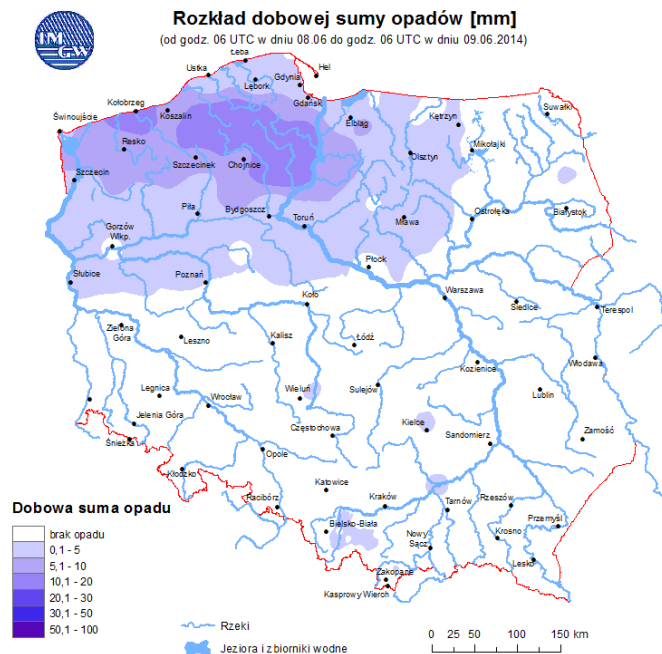 Rozkład dobowej sumy opadów [mm]
(od godz. 06 UTC w dniu 08.06 do godz. 06 UTC w dniu 09.06.2014)
IM
GW
Łeba
Ustka
Hel
Lębork
Gdynia
Gdańsk
Kołobrzeg
Koszalin
Suwałki
Świnoujście
Elbląg
Kętrzyn
Resko
Mikołajki
Szczecinek
Chojnice
Olsztyn
Szczecin
Piła
Bydgoszcz
Toruń
Mława
Ostrołęka
Białystok
Gorzów
Wlkp.
Płock
Słubice
Poznań
Warszawa
Koło
Siedlce
Terespol
Zielona
Góra
Leszno
Kalisz
Łódź
Włodawa
Kozienice
Legnica
Wrocław
Wieluń
Sulejów
Lublin
Jelenia Góra
Częstochowa
Kielce
Zamość
Śnieżka
Sandomierz
Opole
Kłodzko
Katowice
Racibórz
Kraków
Tarnów
Rzeszów
Bielsko-Biała
Przemyśl
Nowy
Sącz
Krosno
Lesko
Zakopane
Kasprowy Wierch
Dobowa suma opadu
brak opadu
0,1 - 5
5,1 - 10
10,1 - 20
20,1 - 30
30,1 - 50
50,1 - 100
Rzeki
Jeziora i zbiorniki wodne
0 25 50 100 150 km